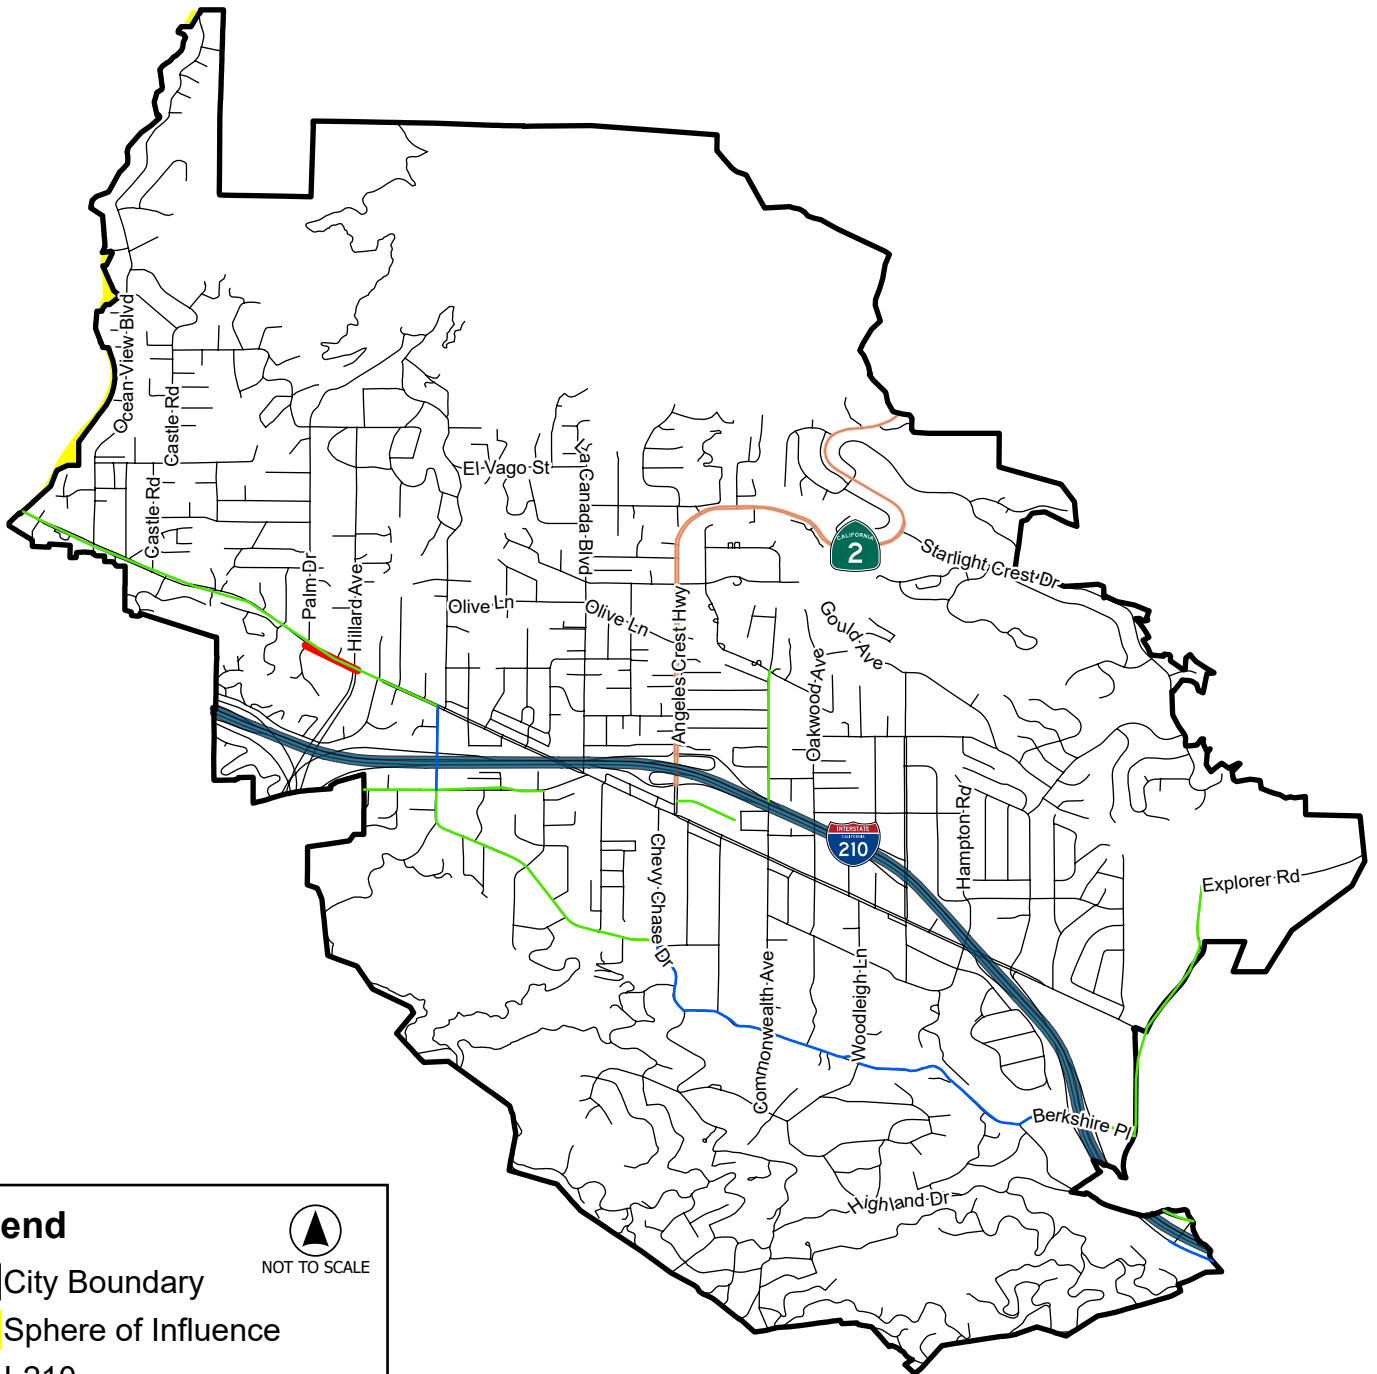 Ocean View Blvd
Castle Rd
Castle Rd
El Vago St
La Canada Blvd
CALIFORNIA
2
Starlight Crest Dr
Palm Dr
Hillard Ave
Olive Ln
Olive Ln
Angeles Crest Hwy
Gould Ave
Oakwood Ave
INTERSTATE
CALIFORNIA
210
Hampton Rd
Chevy Chase Dr
Explorer Rd
Commonwealth Ave
Woodleigh Ln
Berkshire Pl
Highland Dr
end
NOT TO SCALE
City Boundary
Sphere of Influence
I-210